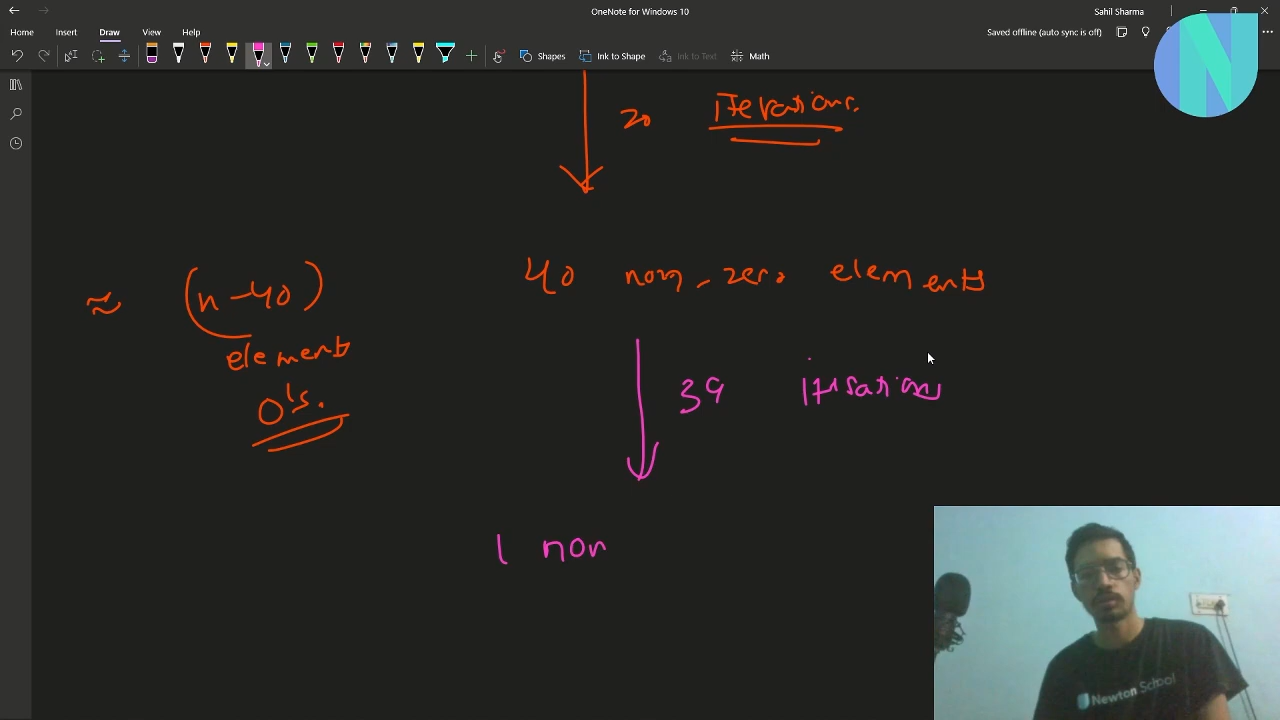 OneNote for Windows 10
Sahil Sharma
Home Insert Draw View Help
Saved offline (auto sync is off)
Shapes Ink to Shape Ink to Text Math
20 iterations.
≈ (n-40) 40 non-zero elements
element
0's.
39 iterations
1 non
Newton School